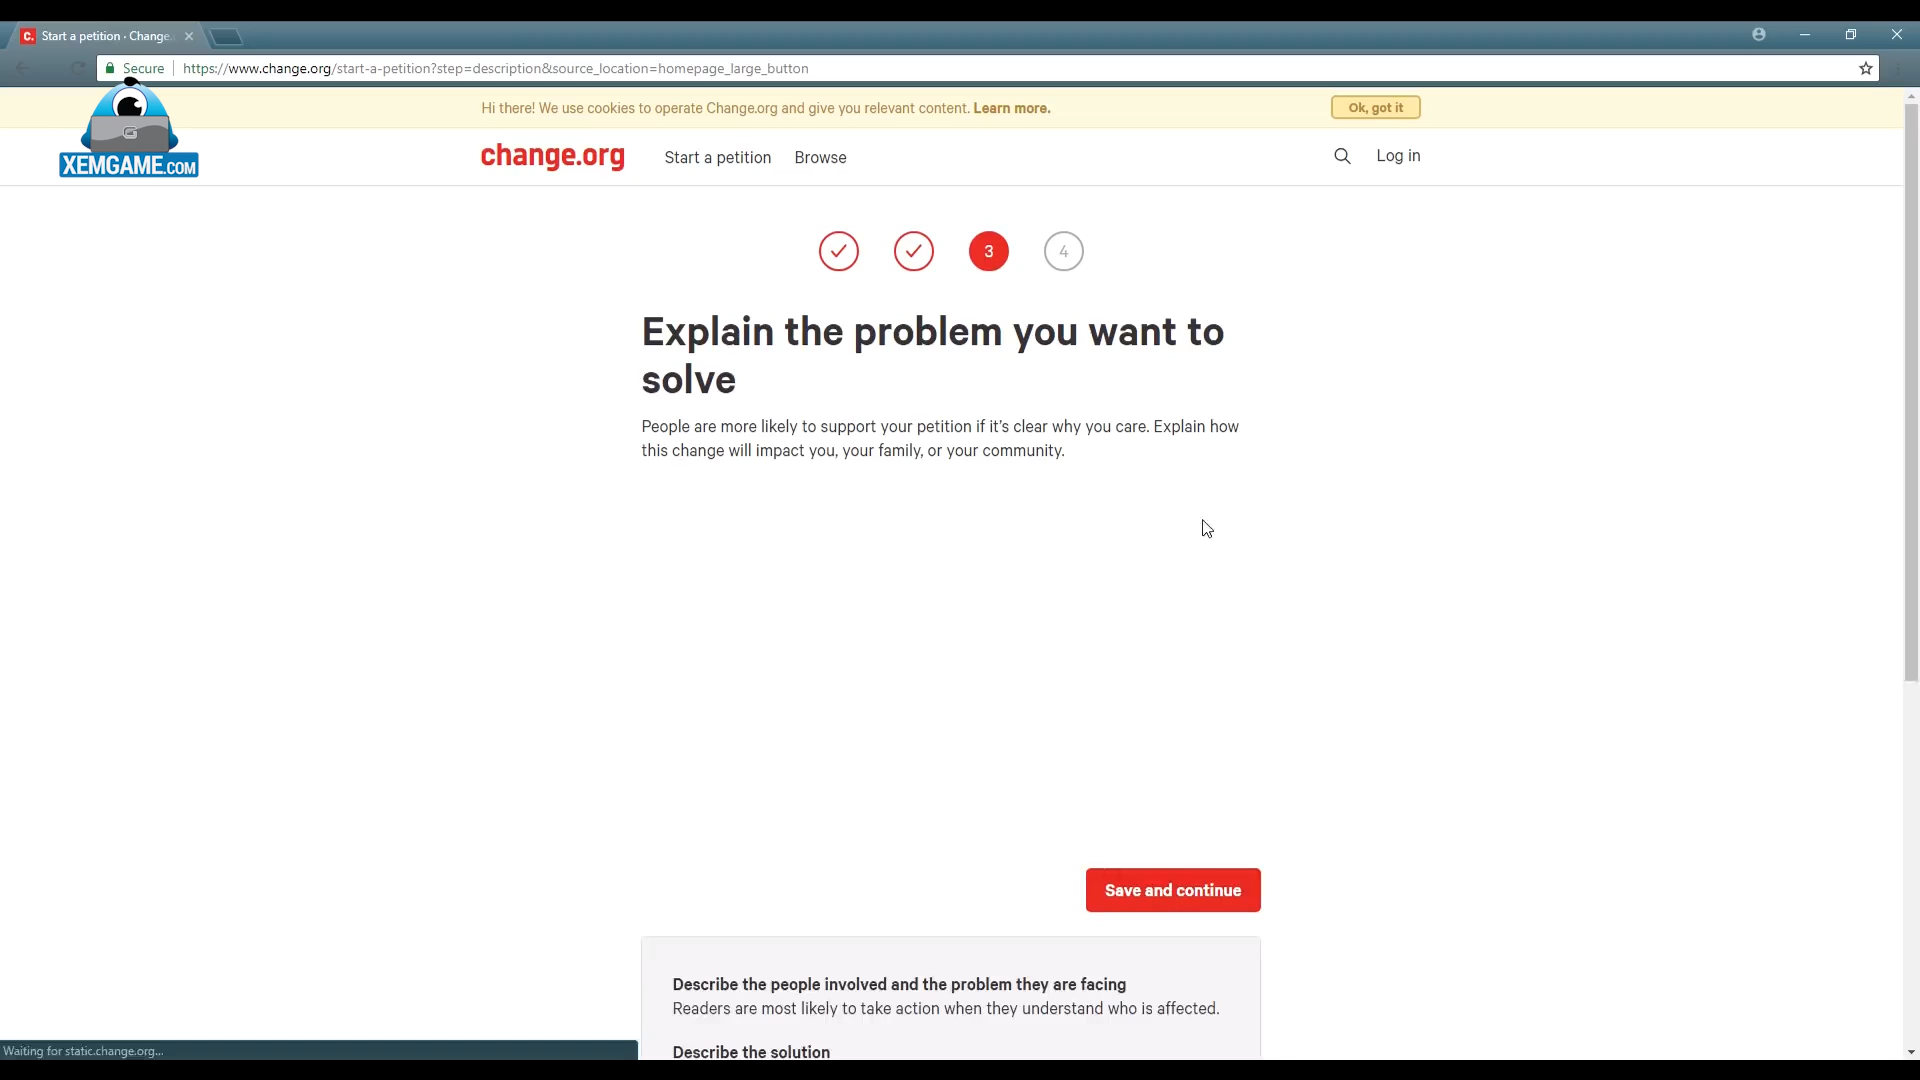 Start a petition · Change.
Secure https://www.change.org/start-a-petition?step=description&source_location=homepage_large_button
Hi there! We use cookies to operate Change.org and give you relevant content. Learn more.
Ok, got it
XEMGAME.COM
change.org
Start a petition
Browse
Log in
3
4
Explain the problem you want to
solve
People are more likely to support your petition if it's clear why you care. Explain how
this change will impact you, your family, or your community.
Save and continue
Describe the people involved and the problem they are facing
Readers are most likely to take action when they understand who is affected.
Describe the solution
Waiting for static.change.org...